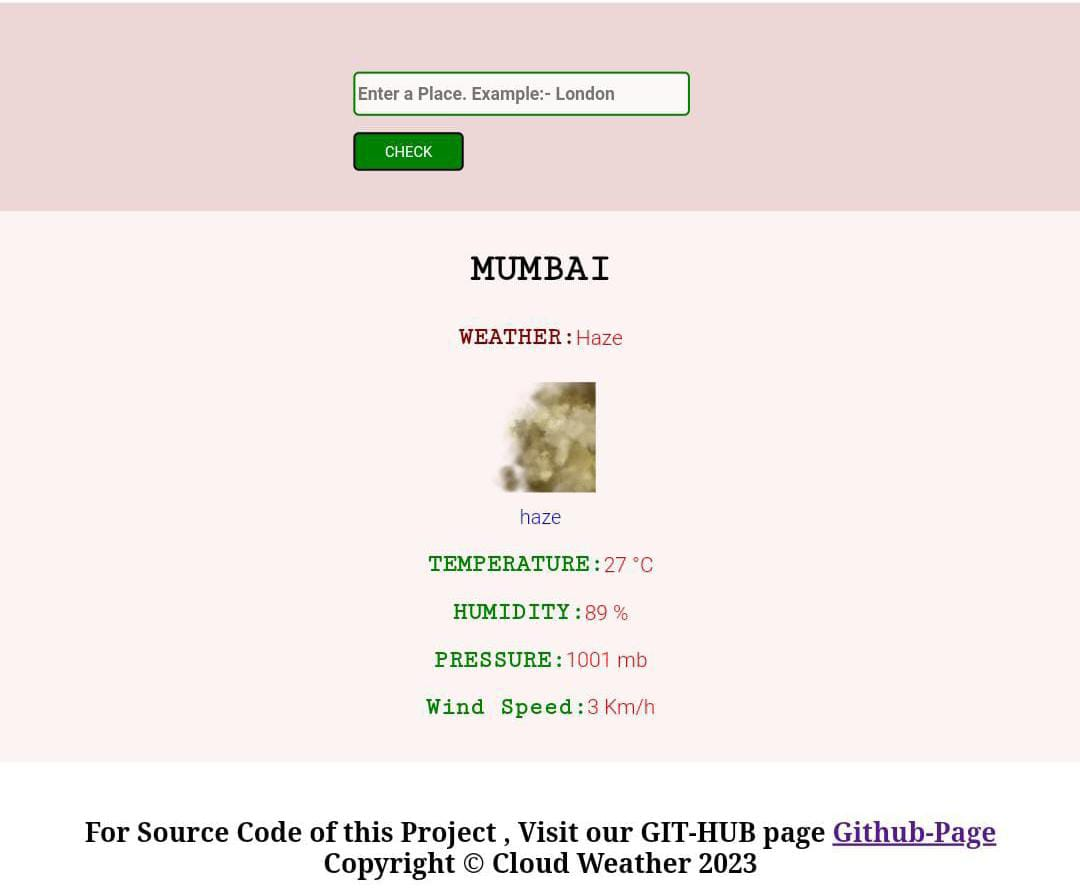 Enter a Place. Example:- London
CHECK
MUMBAI
WEATHER:Haze
haze
TEMPERATURE:27 °C
HUMIDITY:89 %
PRESSURE:1001 mb
Wind Speed:3 Km/h
For Source Code of this Project , Visit our GIT-HUB page Github-Page
Copyright © Cloud Weather 2023